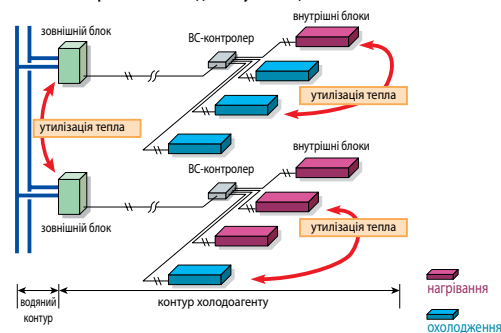 зовнішній блок
ВС-контролер
внутрішні блоки
утилізація тепла
утилізація тепла
ВС-контролер
внутрішні блоки
утилізація тепла
зовнішній блок
водяний
контур
контур холодоагенту
нагрівання
охолодження